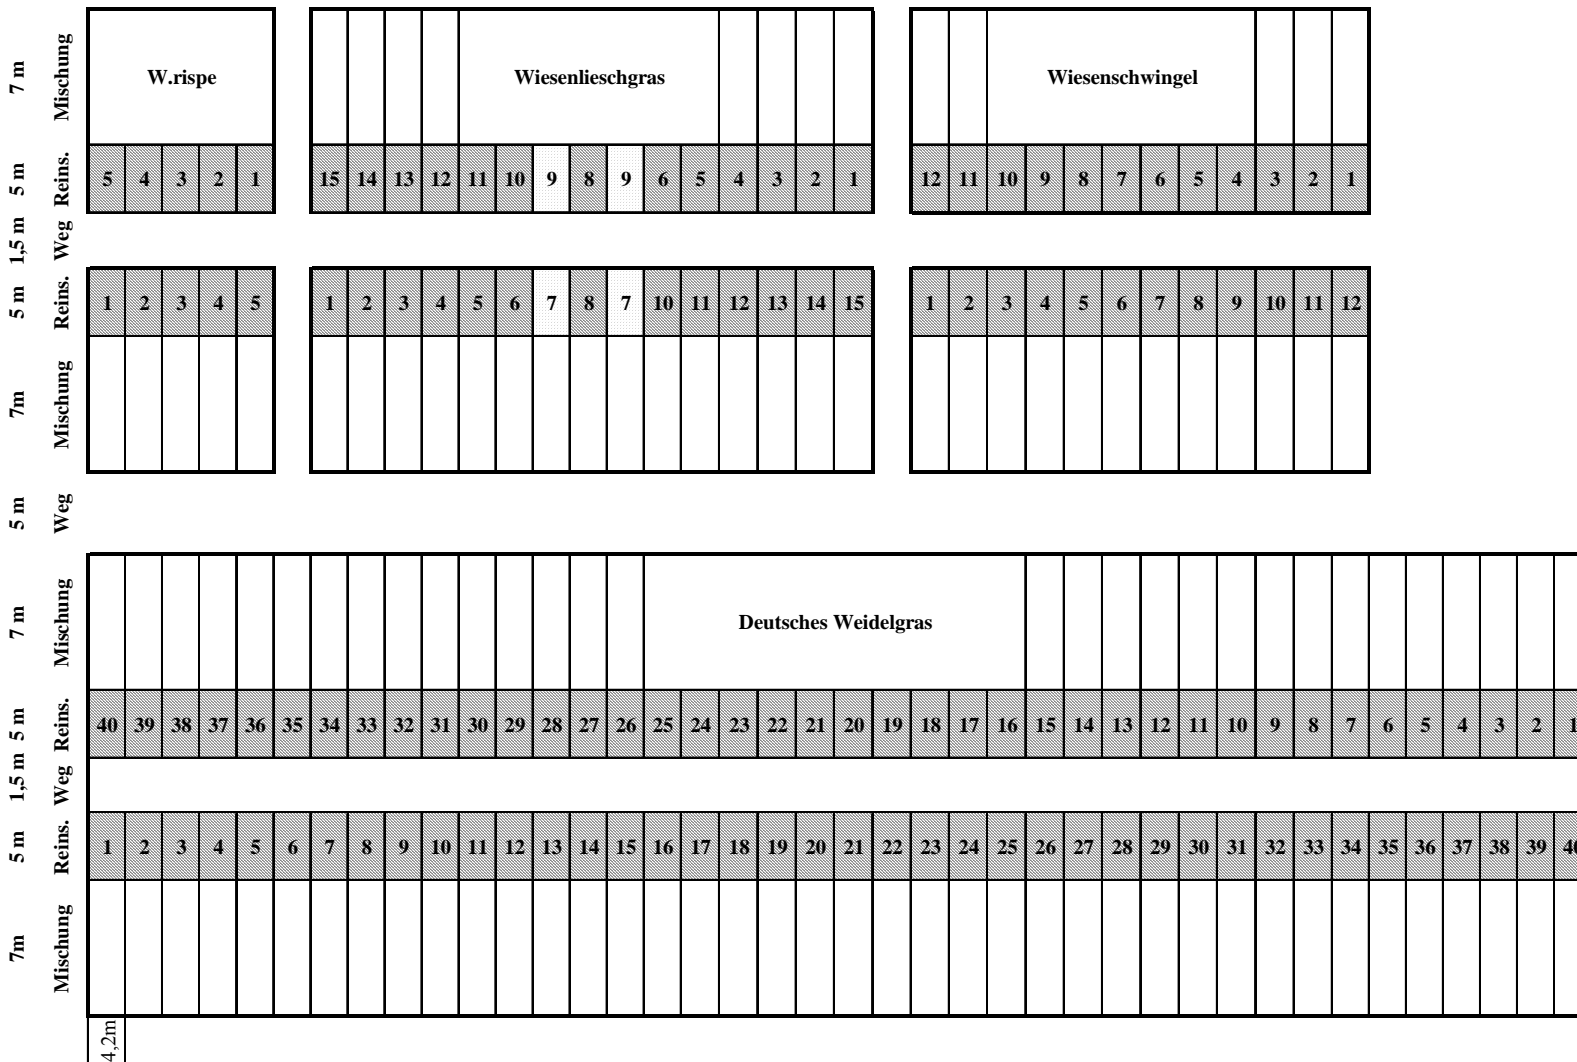 7 m Mischung W.rispe Wiesenlieschgras Wiesenschwingel
5 m Reins. 5 4 3 2 1 15 14 13 12 11 10 9 8 9 6 5 4 3 2 1 12 11 10 9 8 7 6 5 4 3 2 1
1,5 m Weg
5 m Reins. 1 2 3 4 5 1 2 3 4 5 6 7 8 7 10 11 12 13 14 15 1 2 3 4 5 6 7 8 9 10 11 12
7m Mischung
5 m Weg
7 m Mischung Deutsches Weidelgras
5 m Reins. 40 39 38 37 36 35 34 33 32 31 30 29 28 27 26 25 24 23 22 21 20 19 18 17 16 15 14 13 12 11 10 9 8 7 6 5 4 3 2 1
1,5 m Weg
5 m Reins. 1 2 3 4 5 6 7 8 9 10 11 12 13 14 15 16 17 18 19 20 21 22 23 24 25 26 27 28 29 30 31 32 33 34 35 36 37 38 39 40
7m Mischung
4,2m